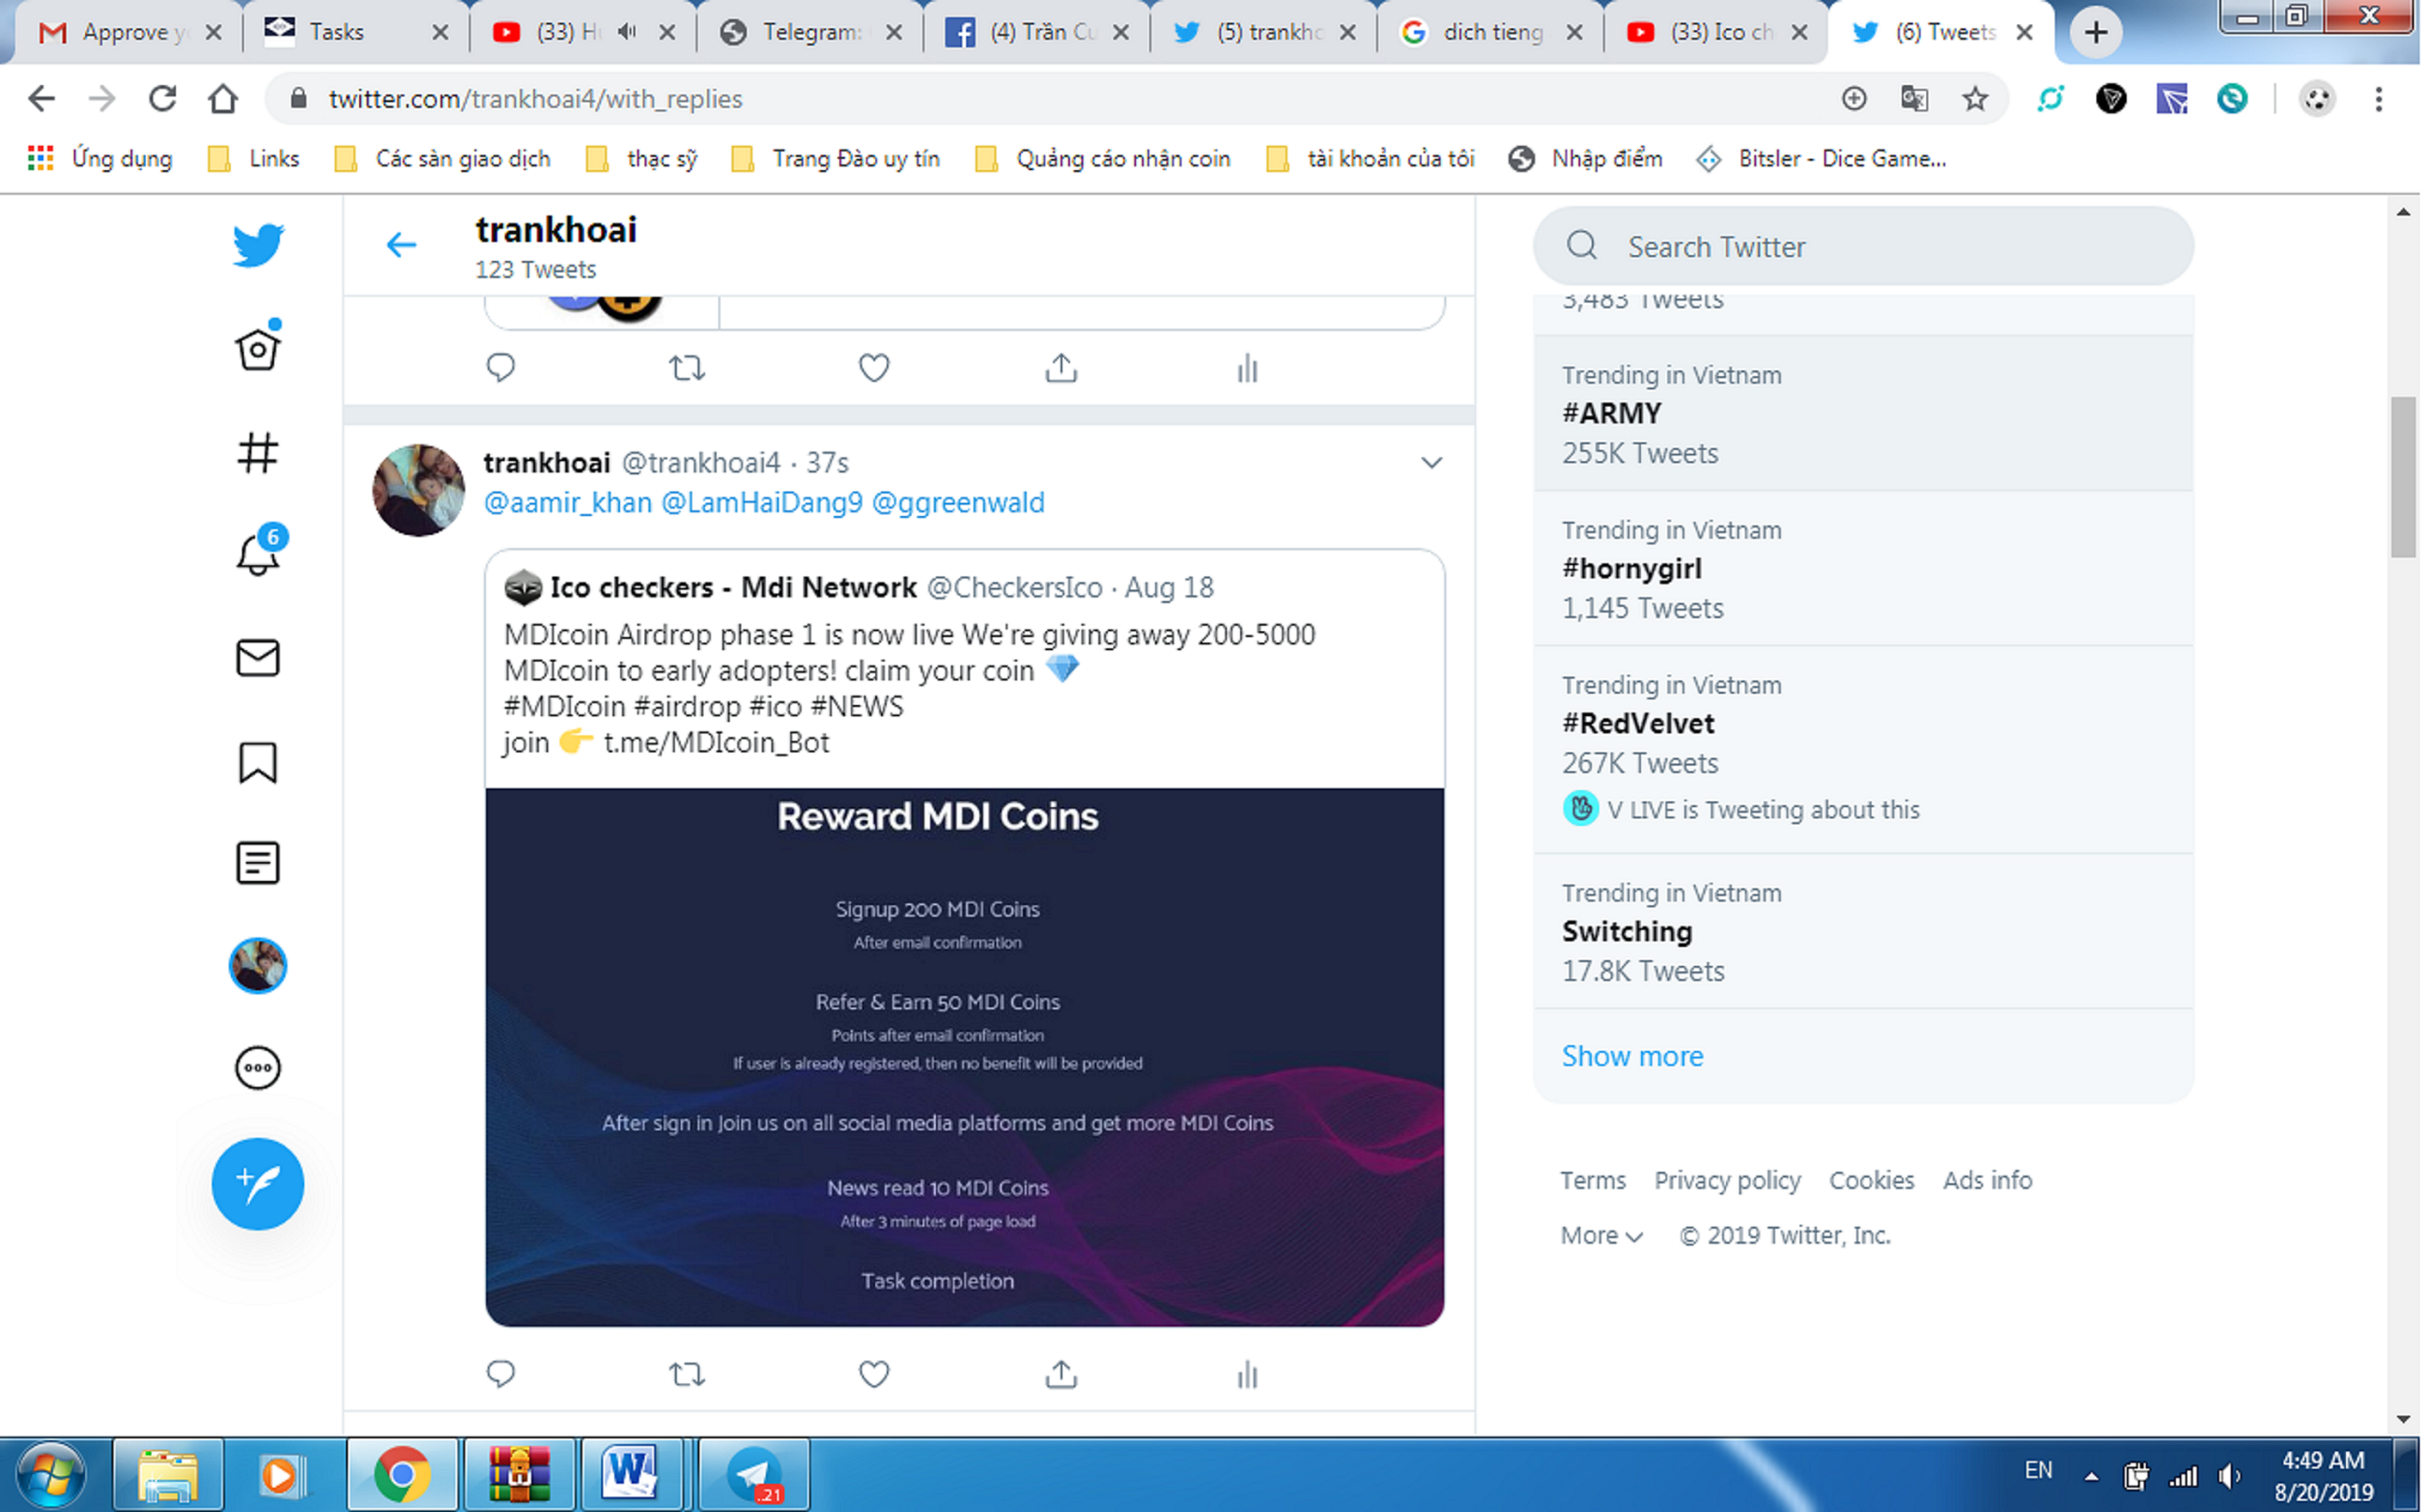 Approve y
Tasks
(33) H
Telegram:
(4) Trần Cu
(5) trankho
dich tieng
(33) Ico ch
(6) Tweets
twitter.com/trankhoai4/with_replies
Ứng dụng
Links
Các sàn giao dịch
thạc sỹ
Trang Đào uy tín
Quảng cáo nhận coin
tài khoản của tôi
Nhập điểm
Bitsler - Dice Game...
trankhoai
123 Tweets
Search Twitter
3,483 Tweets
Trending in Vietnam
#ARMY
255K Tweets
trankhoai @trankhoai4 · 37s
@aamir_khan @LamHaiDang9 @ggreenwald
6
Ico checkers - Mdi Network @CheckersIco · Aug 18
MDIcoin Airdrop phase 1 is now live We're giving away 200-5000
MDIcoin to early adopters! claim your coin 💎
#MDIcoin #airdrop #ico #NEWS
join 👉 t.me/MDIcoin_Bot
Reward MDI Coins
Signup 200 MDI Coins
After email confirmation
Refer & Earn 50 MDI Coins
Points after email confirmation
If user is already registered, then no benefit will be provided
After sign in Join us on all social media platforms and get more MDI Coins
News read 10 MDI Coins
After 3 minutes of page load
Task completion
Trending in Vietnam
#hornygirl
1,145 Tweets
Trending in Vietnam
#RedVelvet
267K Tweets
V LIVE is Tweeting about this
Trending in Vietnam
Switching
17.8K Tweets
Show more
Terms Privacy policy Cookies Ads info
More © 2019 Twitter, Inc.
..21
EN
4:49 AM
8/20/2019